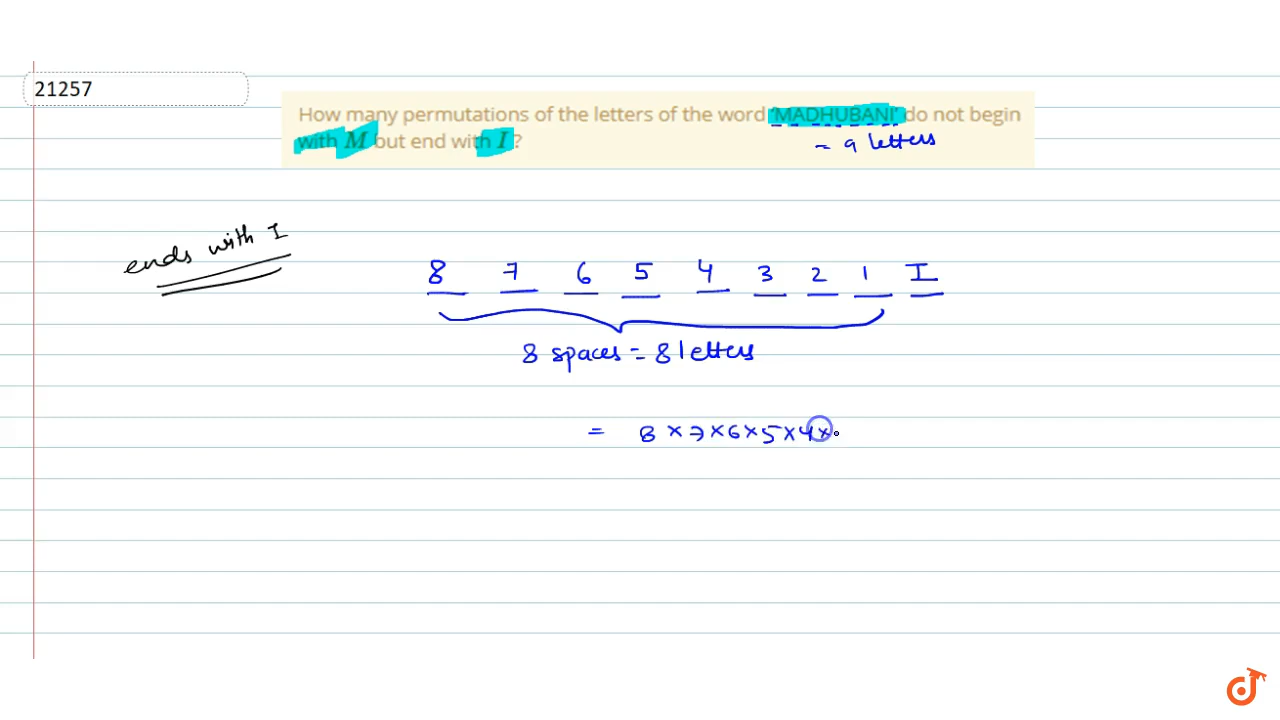 21257
How many permutations of the letters of the word 'MADHUBANI' do not begin
with M but end with I ?
= 9 letters
ends with I
8 7 6 5 4 3 2 1 I
8 spaces = 8 letters
= 8 × 7 × 6 × 5 × 4 ×